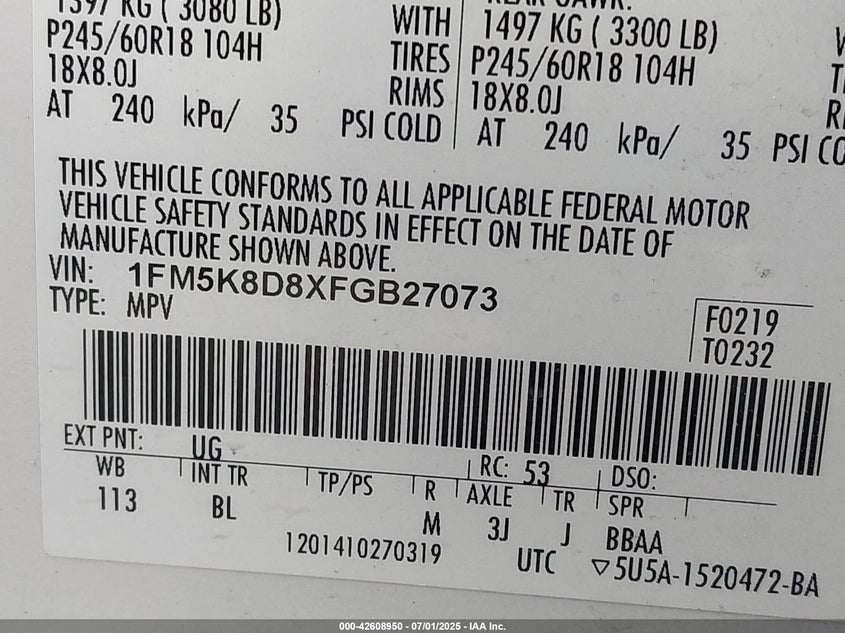 1397 KG ( 3080 LB)
P245/60R18 104H
18X8.0J
AT 240 kPa/ 35 PSI COLD
WITH
TIRES
RIMS
1497 KG ( 3300 LB)
P245/60R18 104H
18X8.0J
AT 240 kPa/ 35 PSI CO
THIS VEHICLE CONFORMS TO ALL APPLICABLE FEDERAL MOTOR
VEHICLE SAFETY STANDARDS IN EFFECT ON THE DATE OF
MANUFACTURE SHOWN ABOVE.
VIN: 1FM5K8D8XFGB27073
TYPE: MPV
F0219
T0232
EXT PNT: UG RC: 53 DSO:
WB INT TR TP/PS R AXLE TR SPR
113 BL M 3J J BBAA
1201410270319 UTC ▽5U5A-1520472-BA
000-42608950 - 07/01/2025 - IAA Inc.